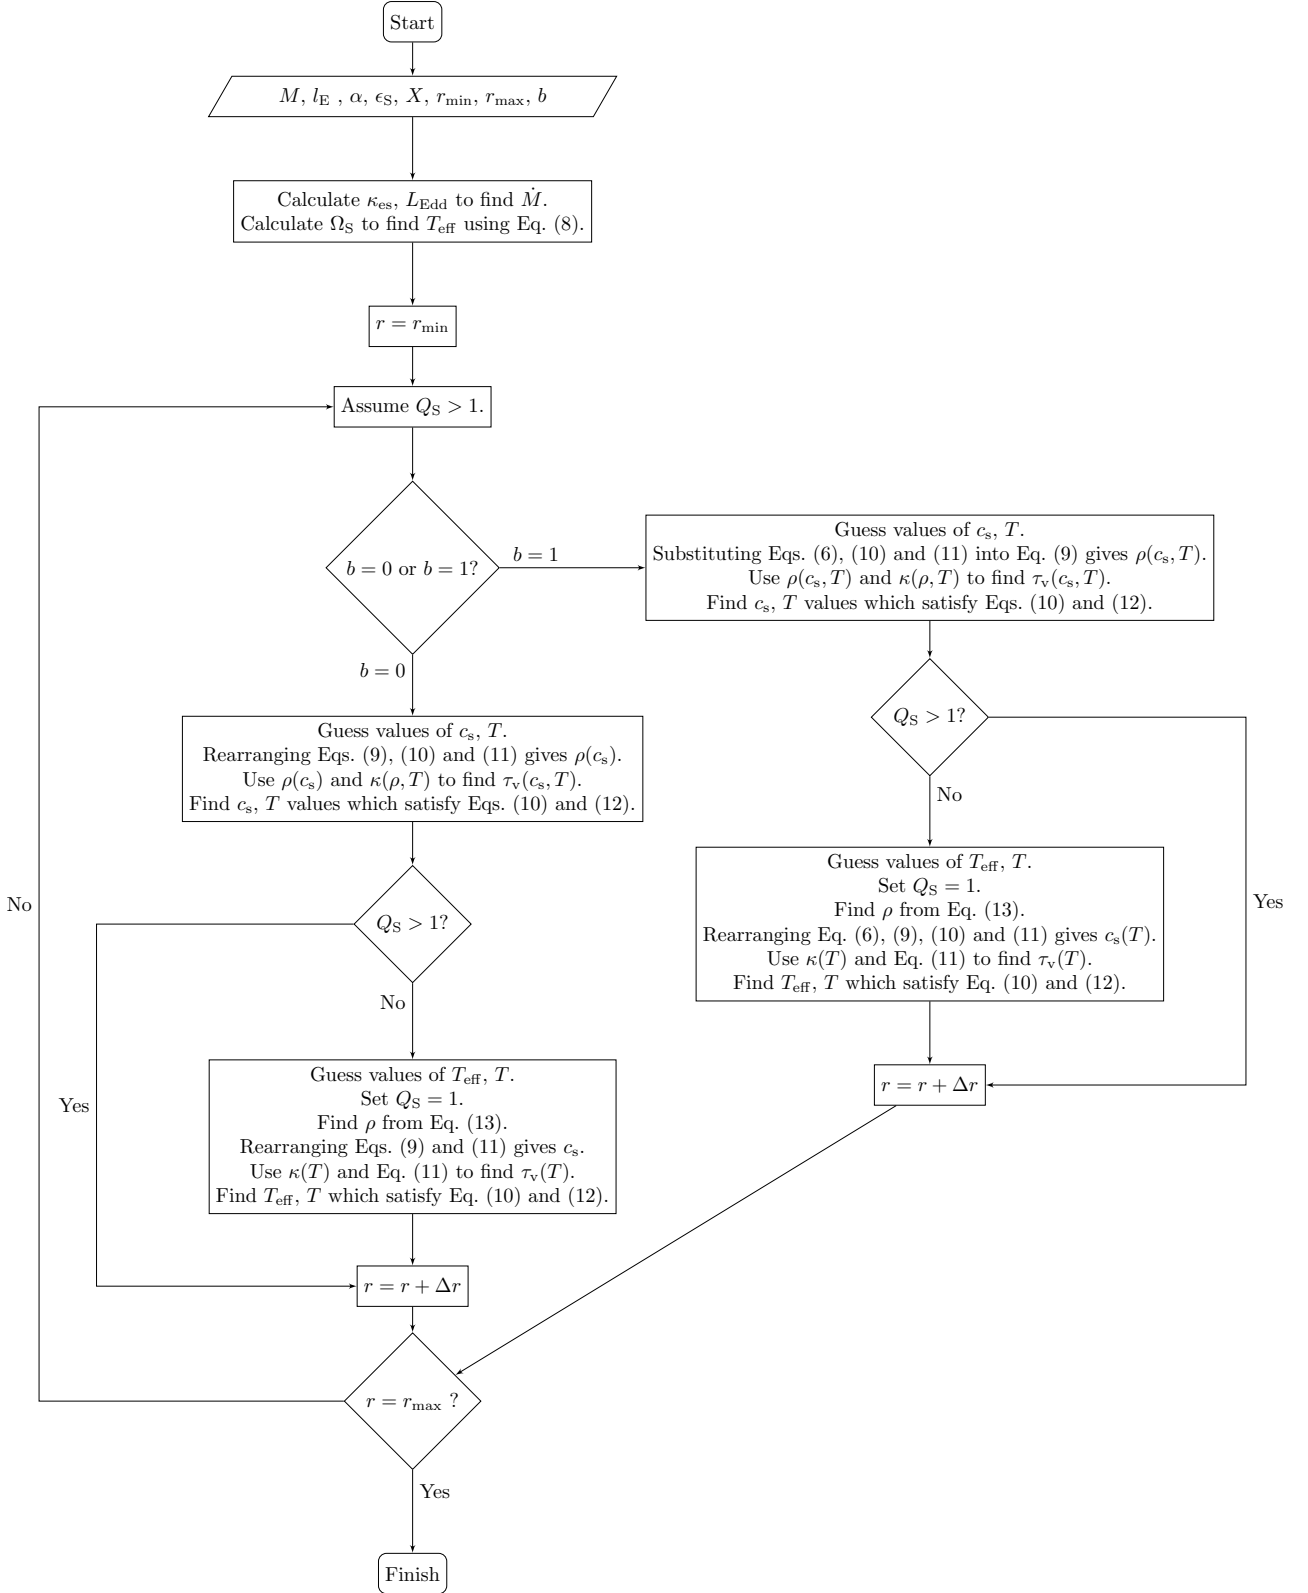 Start
M, l_E , α, ϵ_S, X, r_min, r_max, b
Calculate κ_es, L_Edd to find Ṁ.
Calculate Ω_S to find T_eff using Eq. (8).
r = r_min
Assume Q_S > 1.
b = 0 or b = 1?
b = 1
Guess values of c_s, T.
Substituting Eqs. (6), (10) and (11) into Eq. (9) gives ρ(c_s, T).
Use ρ(c_s, T) and κ(ρ, T) to find τ_v(c_s, T).
Find c_s, T values which satisfy Eqs. (10) and (12).
b = 0
Guess values of c_s, T.
Rearranging Eqs. (9), (10) and (11) gives ρ(c_s).
Use ρ(c_s) and κ(ρ, T) to find τ_v(c_s, T).
Find c_s, T values which satisfy Eqs. (10) and (12).
Q_S > 1?
No
Yes
Guess values of T_eff, T.
Set Q_S = 1.
Find ρ from Eq. (13).
Rearranging Eq. (6), (9), (10) and (11) gives c_s(T).
Use κ(T) and Eq. (11) to find τ_v(T).
Find T_eff, T which satisfy Eq. (10) and (12).
r = r + Δr
No
Q_S > 1?
No
Yes
Guess values of T_eff, T.
Set Q_S = 1.
Find ρ from Eq. (13).
Rearranging Eqs. (9) and (11) gives c_s.
Use κ(T) and Eq. (11) to find τ_v(T).
Find T_eff, T which satisfy Eq. (10) and (12).
r = r + Δr
r = r_max ?
Yes
Finish